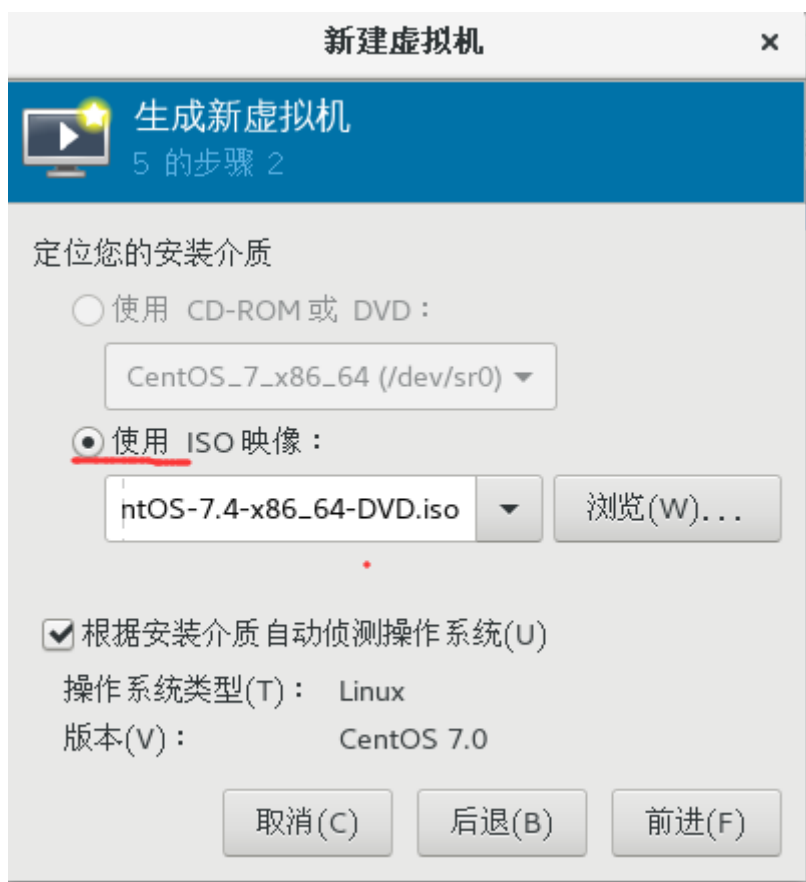 新建虚拟机 ×
生成新虚拟机
5 的步骤 2
定位您的安装介质
使用 CD-ROM 或 DVD：
CentOS_7_x86_64 (/dev/sr0)
使用 ISO 映像：
ntOS-7.4-x86_64-DVD.iso 浏览(W)...
根据安装介质自动侦测操作系统(U)
操作系统类型(T)： Linux
版本(V)： CentOS 7.0
取消(C) 后退(B) 前进(F)